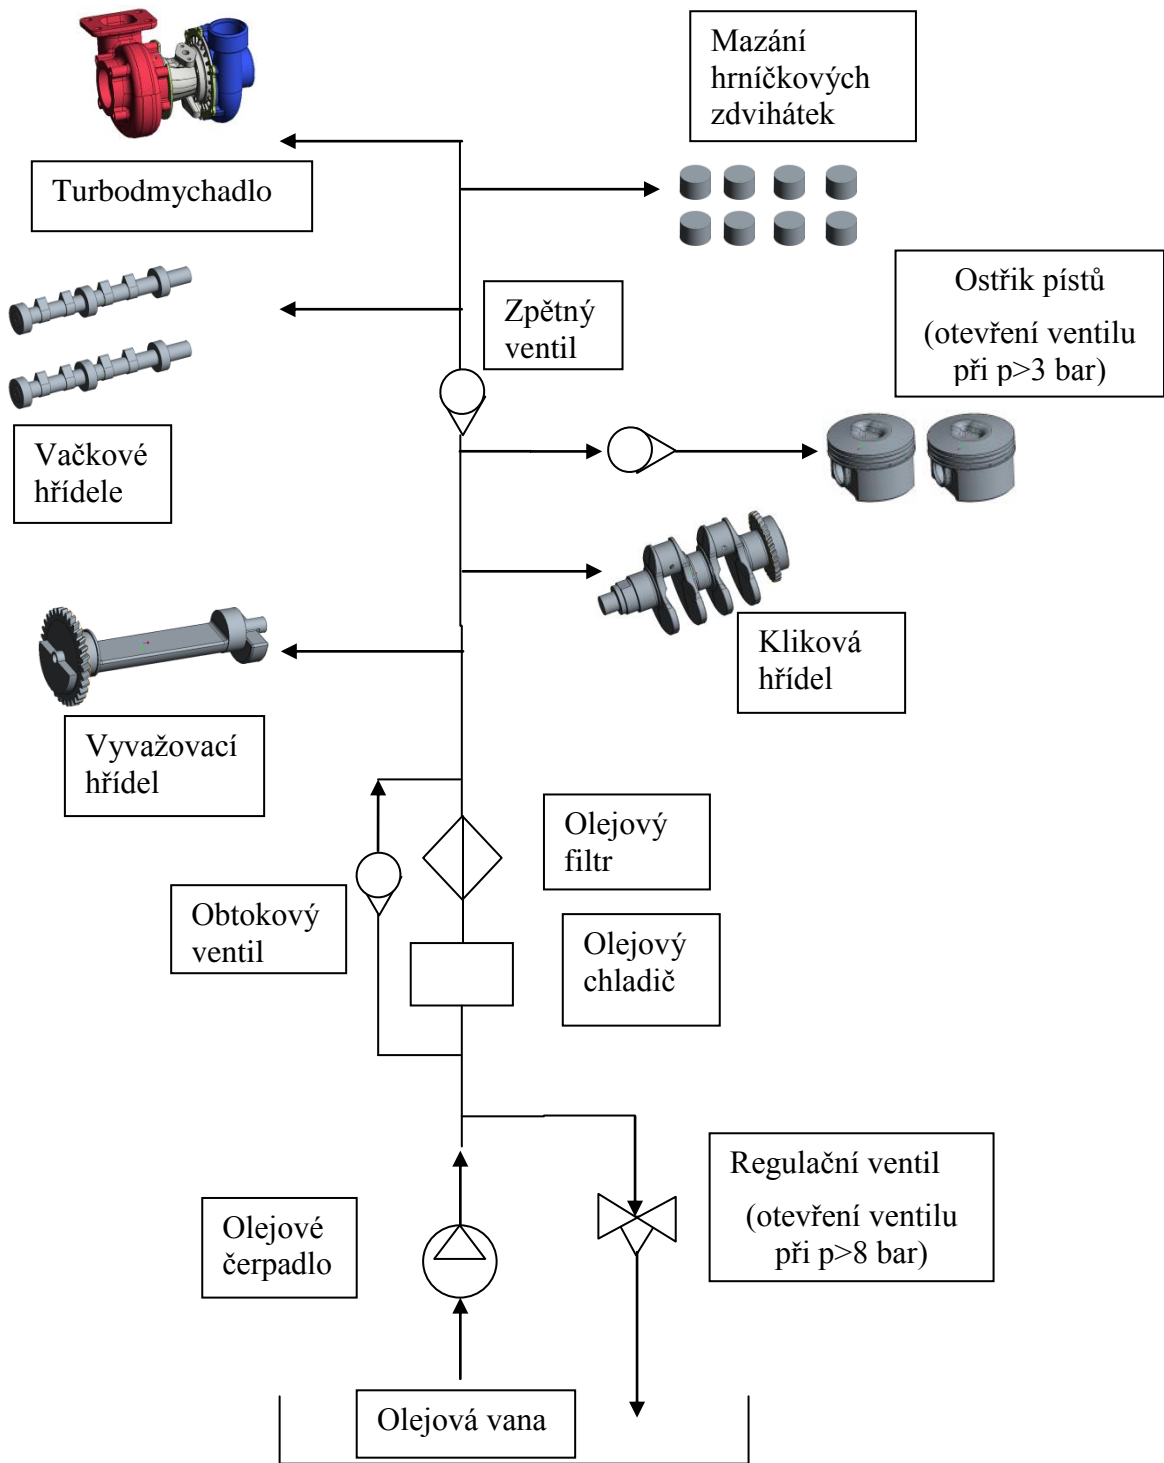 Mazání
hrníčkových
zdvihátek
Turbodmychadlo
Ostřik pístů
(otevření ventilu
při p>3 bar)
Zpětný
ventil
Vačkové
hřídele
Kliková
hřídel
Vyvažovací
hřídel
Olejový
filtr
Obtokový
ventil
Olejový
chladič
Regulační ventil
(otevření ventilu
při p>8 bar)
Olejové
čerpadlo
Olejová vana